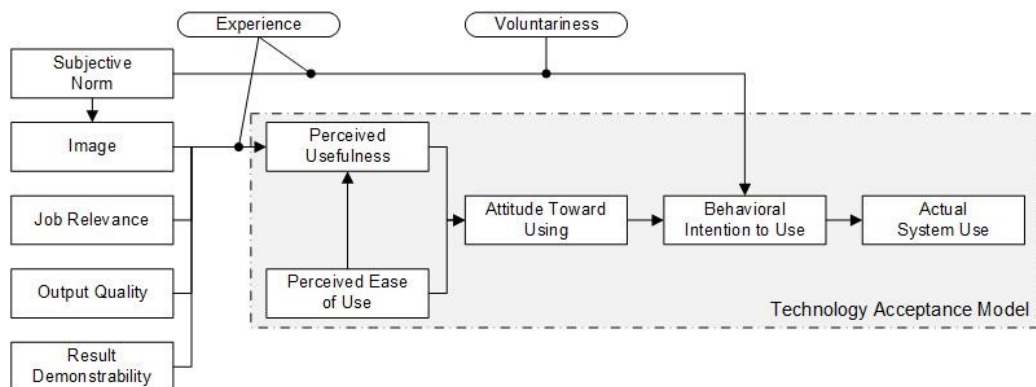 Experience
Voluntariness
Subjective
Norm
Image
Perceived
Usefulness
Job Relevance
Attitude Toward
Using
Behavioral
Intention to Use
Actual
System Use
Output Quality
Perceived Ease
of Use
Technology Acceptance Model
Result
Demonstrability